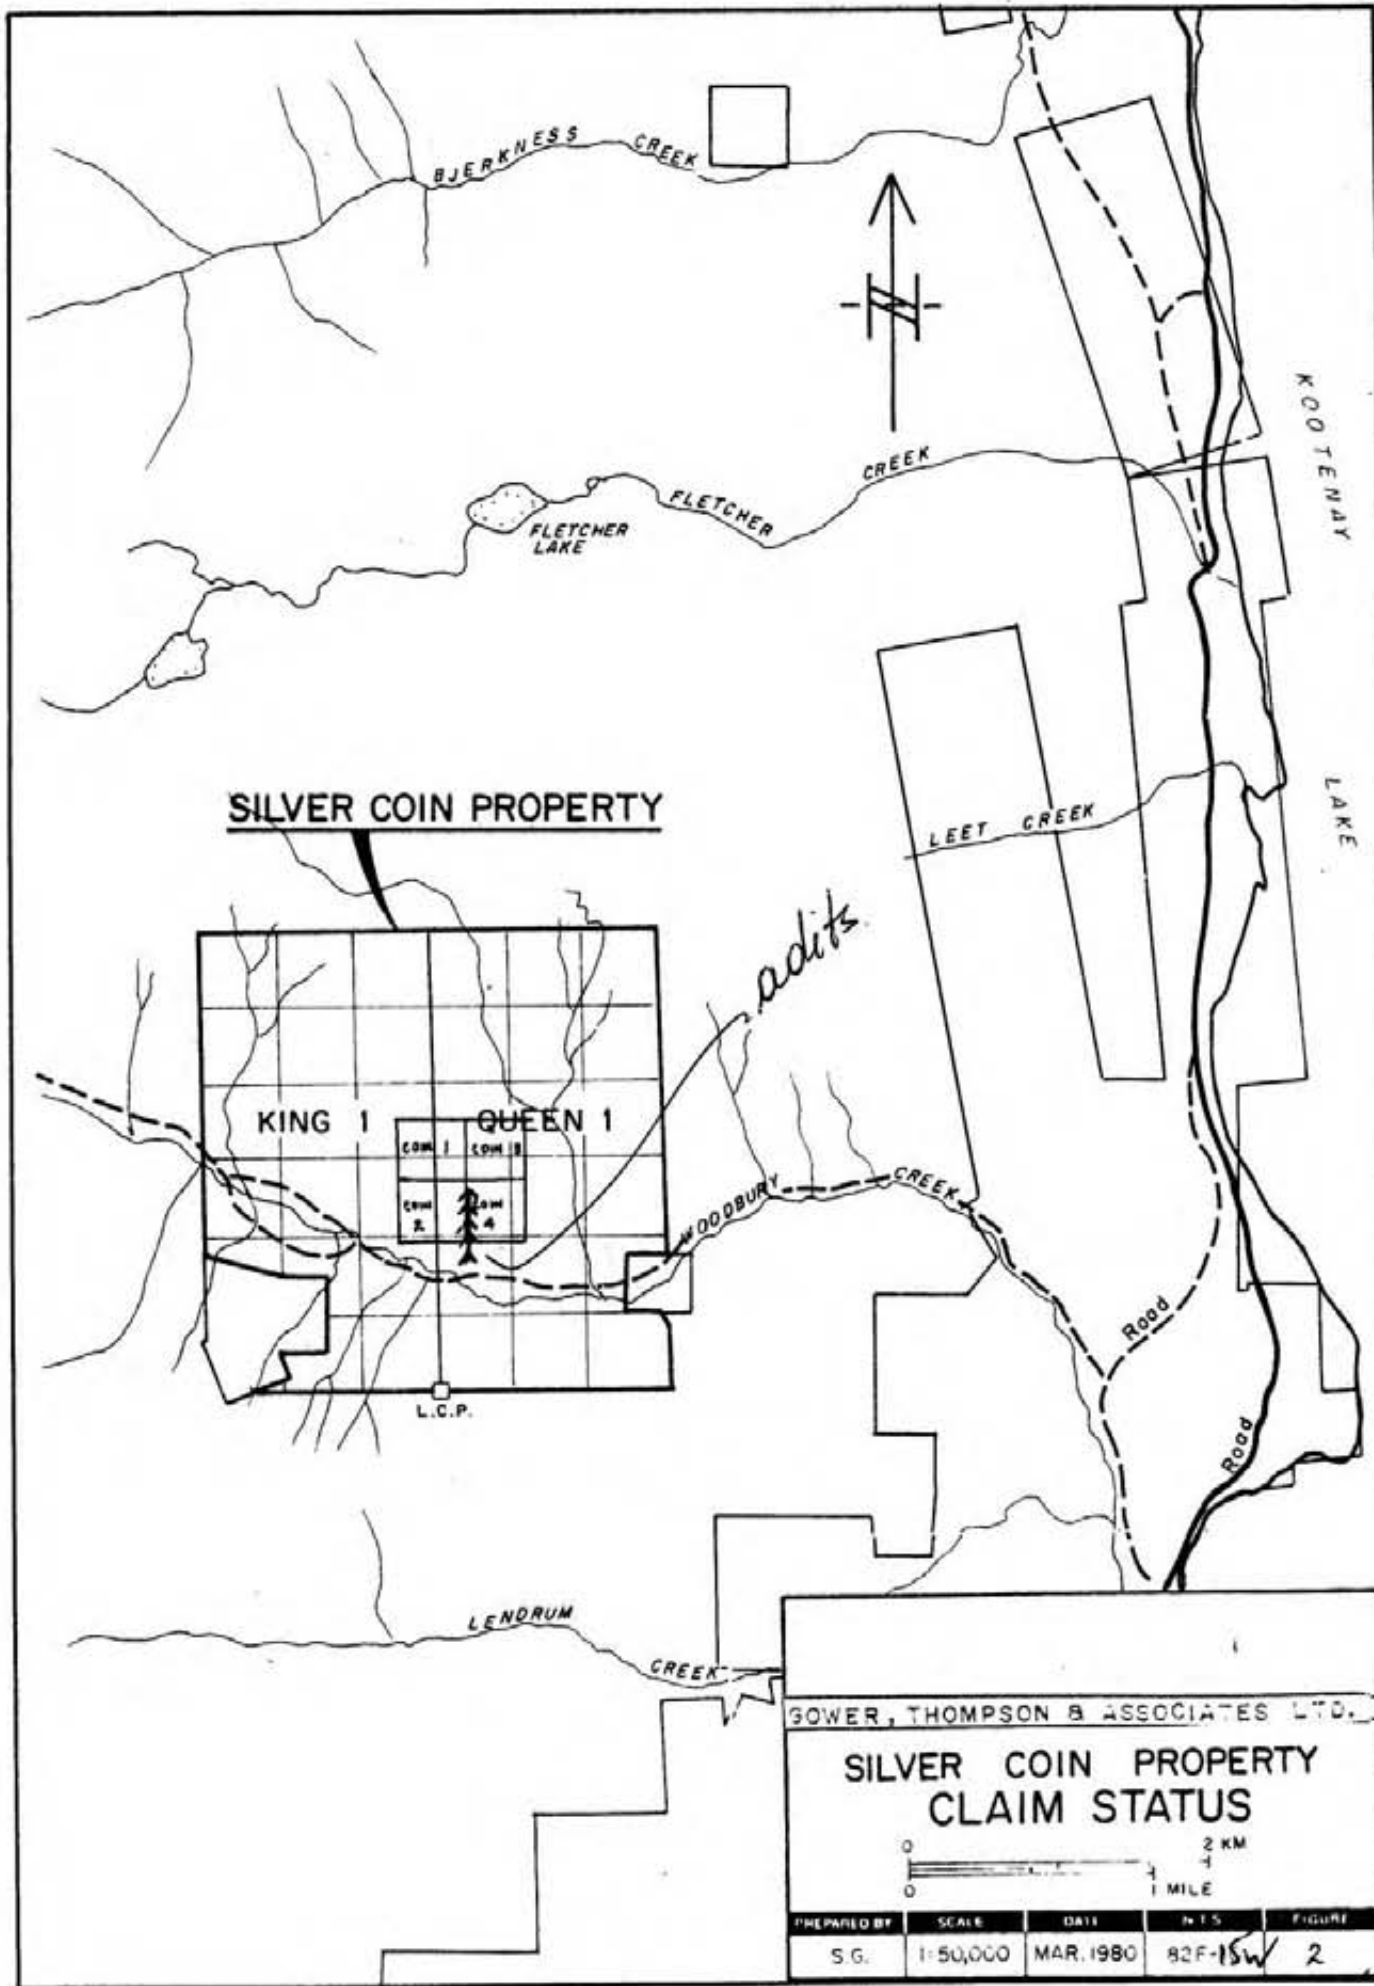 BJERKNESS CREEK
KOOTENAY LAKE
FLETCHER CREEK
FLETCHER
LAKE
SILVER COIN PROPERTY
LEET CREEK
adits
KING 1
QUEEN 1
COIN 1
COIN 3
COIN 2
COIN 4
WOODBURY CREEK
Road
Road
L.C.P.
LENDRUM CREEK
GOWER, THOMPSON & ASSOCIATES LTD.
SILVER COIN PROPERTY
CLAIM STATUS
0 2 KM
0 1 MILE
PREPARED BY SCALE DATE N.T.S. FIGURE
S.G. 1:50,000 MAR. 1980 82F-15W 2